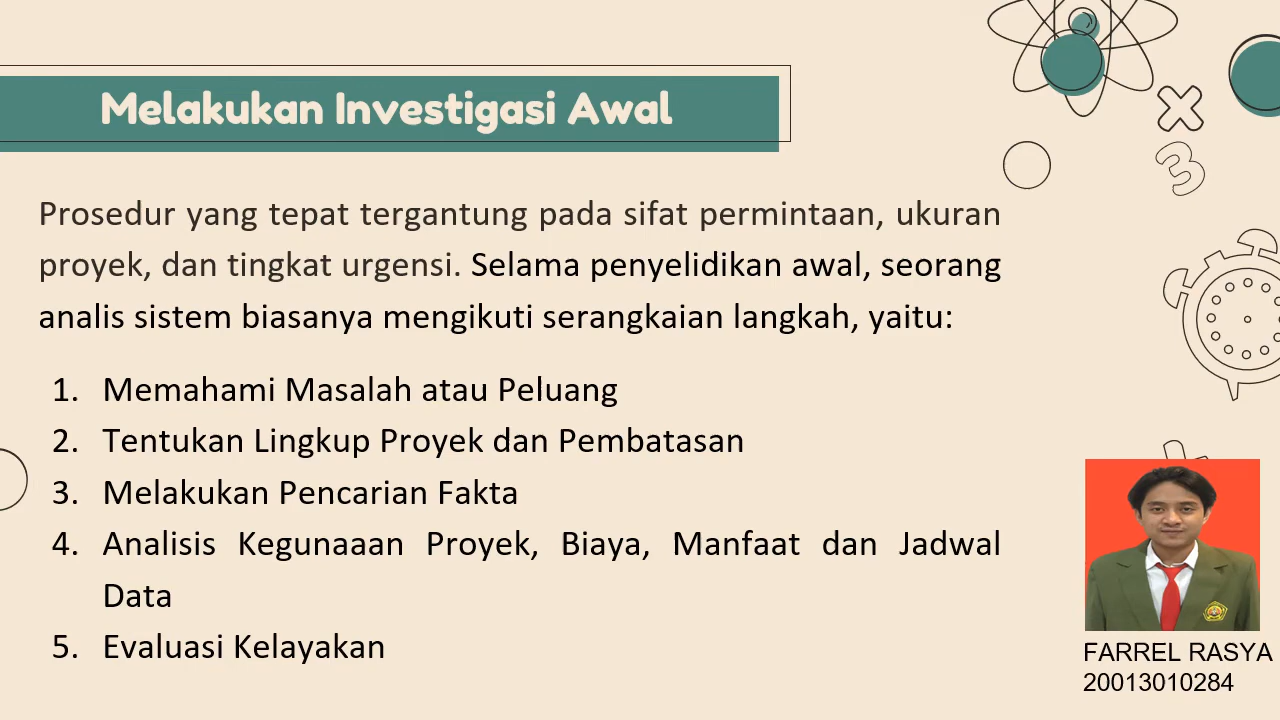 Melakukan Investigasi Awal
Prosedur yang tepat tergantung pada sifat permintaan, ukuran
proyek, dan tingkat urgensi. Selama penyelidikan awal, seorang
analis sistem biasanya mengikuti serangkaian langkah, yaitu:
1. Memahami Masalah atau Peluang
2. Tentukan Lingkup Proyek dan Pembatasan
3. Melakukan Pencarian Fakta
4. Analisis Kegunaaan Proyek, Biaya, Manfaat dan Jadwal
Data
5. Evaluasi Kelayakan
3
FARREL RASYA
20013010284